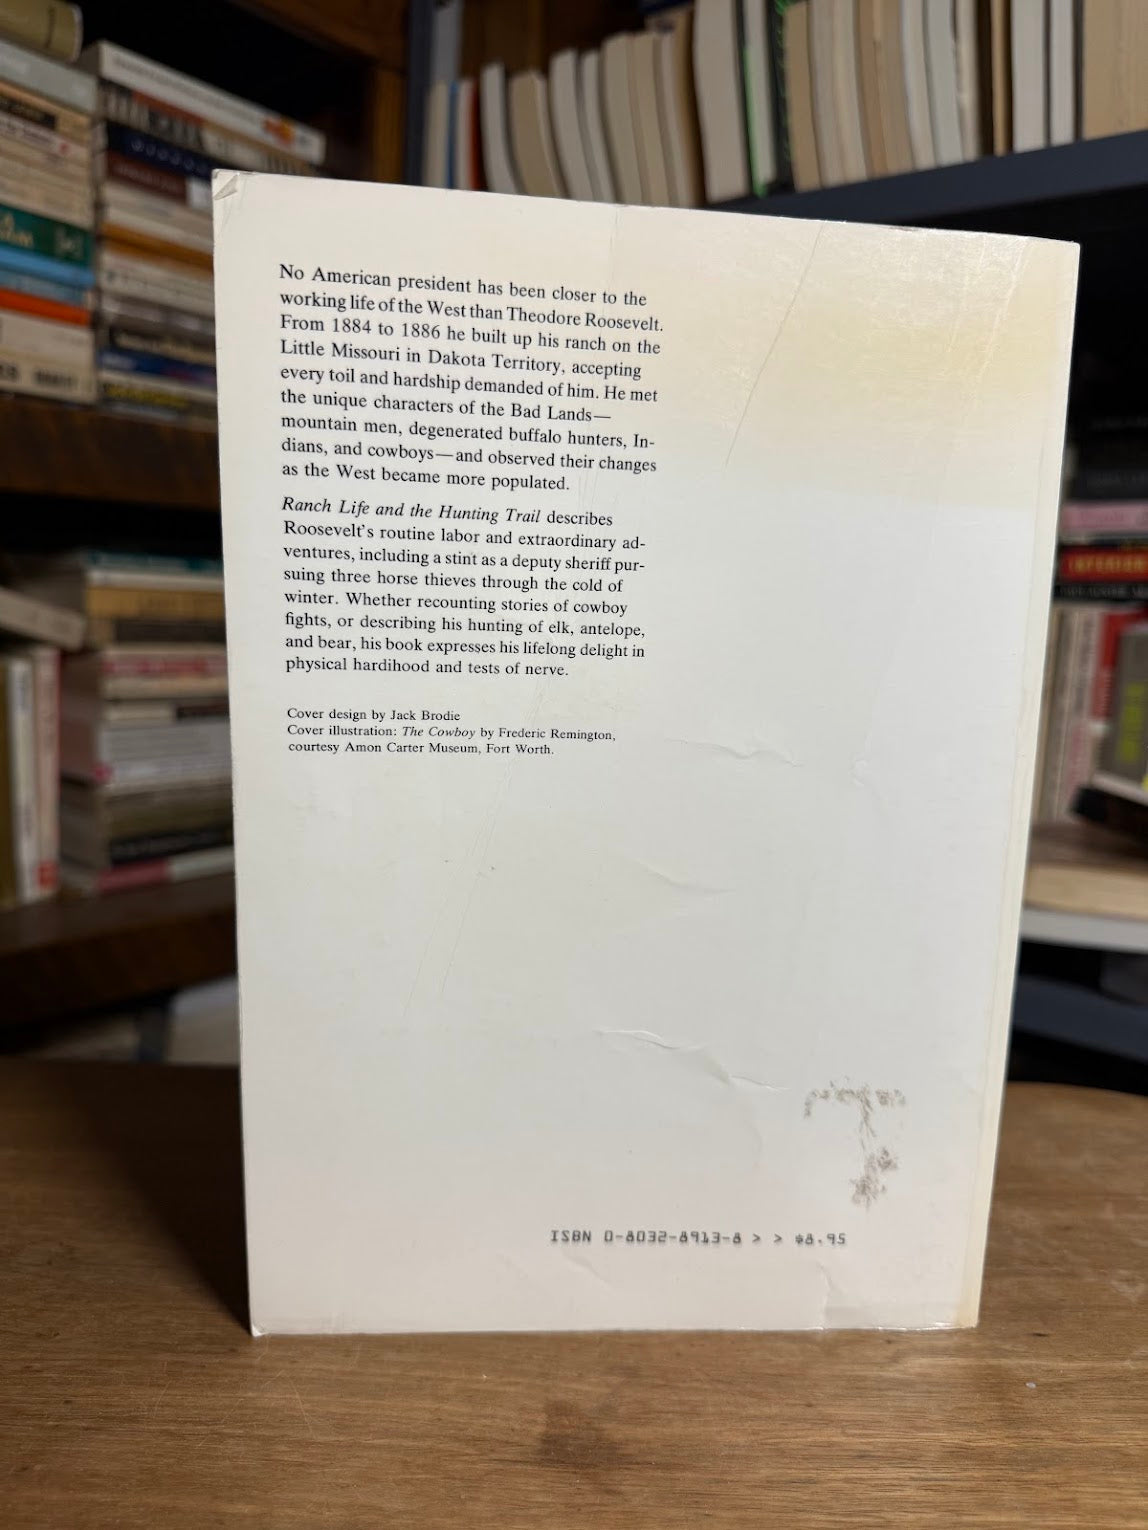 No American president has been closer to the
working life of the West than Theodore Roosevelt.
From 1884 to 1886 he built up his ranch on the
Little Missouri in Dakota Territory, accepting
every toil and hardship demanded of him. He met
the unique characters of the Bad Lands—
mountain men, degenerated buffalo hunters, In-
dians, and cowboys—and observed their changes
as the West became more populated.
Ranch Life and the Hunting Trail describes
Roosevelt's routine labor and extraordinary ad-
ventures, including a stint as a deputy sheriff pur-
suing three horse thieves through the cold of
winter. Whether recounting stories of cowboy
fights, or describing his hunting of elk, antelope,
and bear, his book expresses his lifelong delight in
physical hardihood and tests of nerve.
Cover design by Jack Brodie
Cover illustration: The Cowboy by Frederic Remington,
courtesy Amon Carter Museum, Fort Worth.
ISBN 0-8032-8913-8 > > $8.95